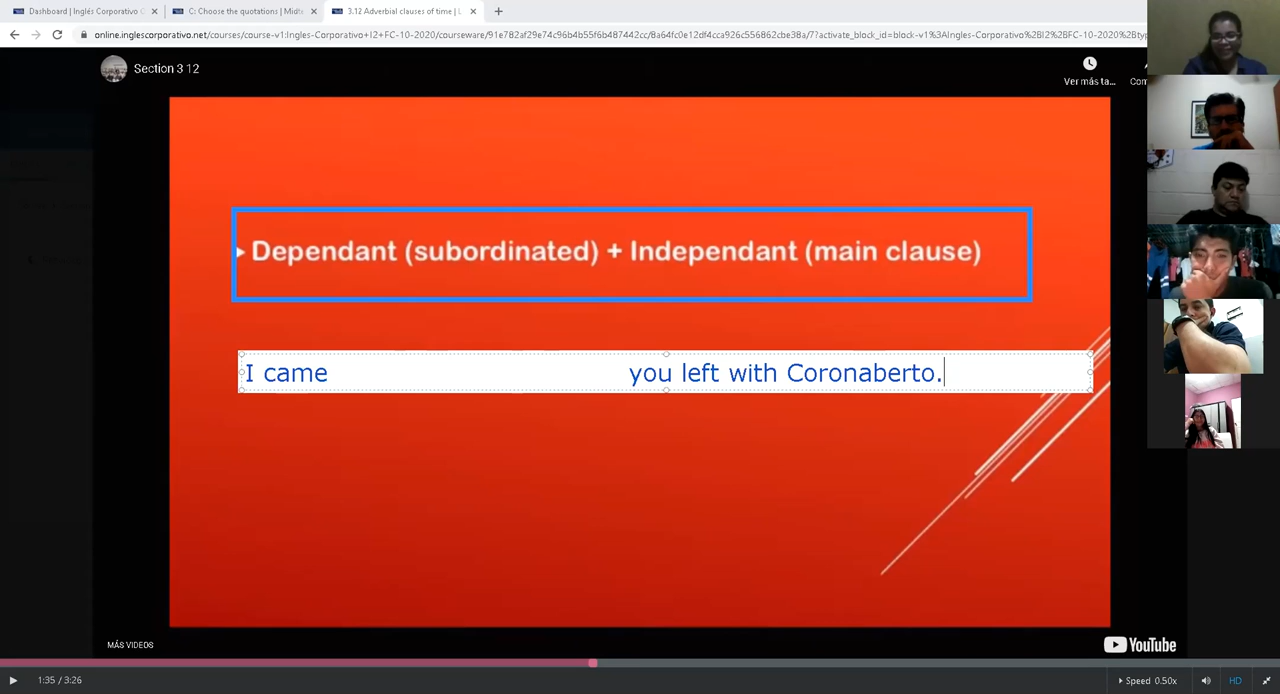 Dashboard | Inglés Corporativo
C: Choose the quotations | Midt
3.12 Adverbial clauses of time |
online.inglescorporativo.net/courses/course-v1:Ingles-Corporativo+I2+FC-10-2020/courseware/91e782af29e74c96b4b55f6b487442cc/8a64fc0e12df4cca926c556862cbe38a/7?activate_block_id=block-v1%3AIngles-Corporativo%2BI2%2BFC-10-2020%2Bty
Section 3 12
Ver más ta...
Dependant (subordinated) + Independant (main clause)
I came you left with Coronaberto.
MÁS VIDEOS
YouTube
1:35 / 3:26
Speed 0.50x
HD